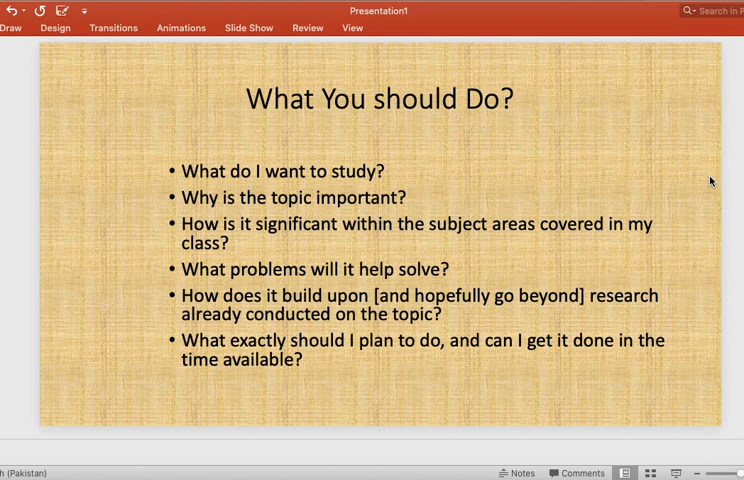 Presentation1
Search in P
Draw Design Transitions Animations Slide Show Review View
What You should Do?
• What do I want to study?
• Why is the topic important?
• How is it significant within the subject areas covered in my
class?
• What problems will it help solve?
• How does it build upon [and hopefully go beyond] research
already conducted on the topic?
• What exactly should I plan to do, and can I get it done in the
time available?
h (Pakistan) Notes Comments